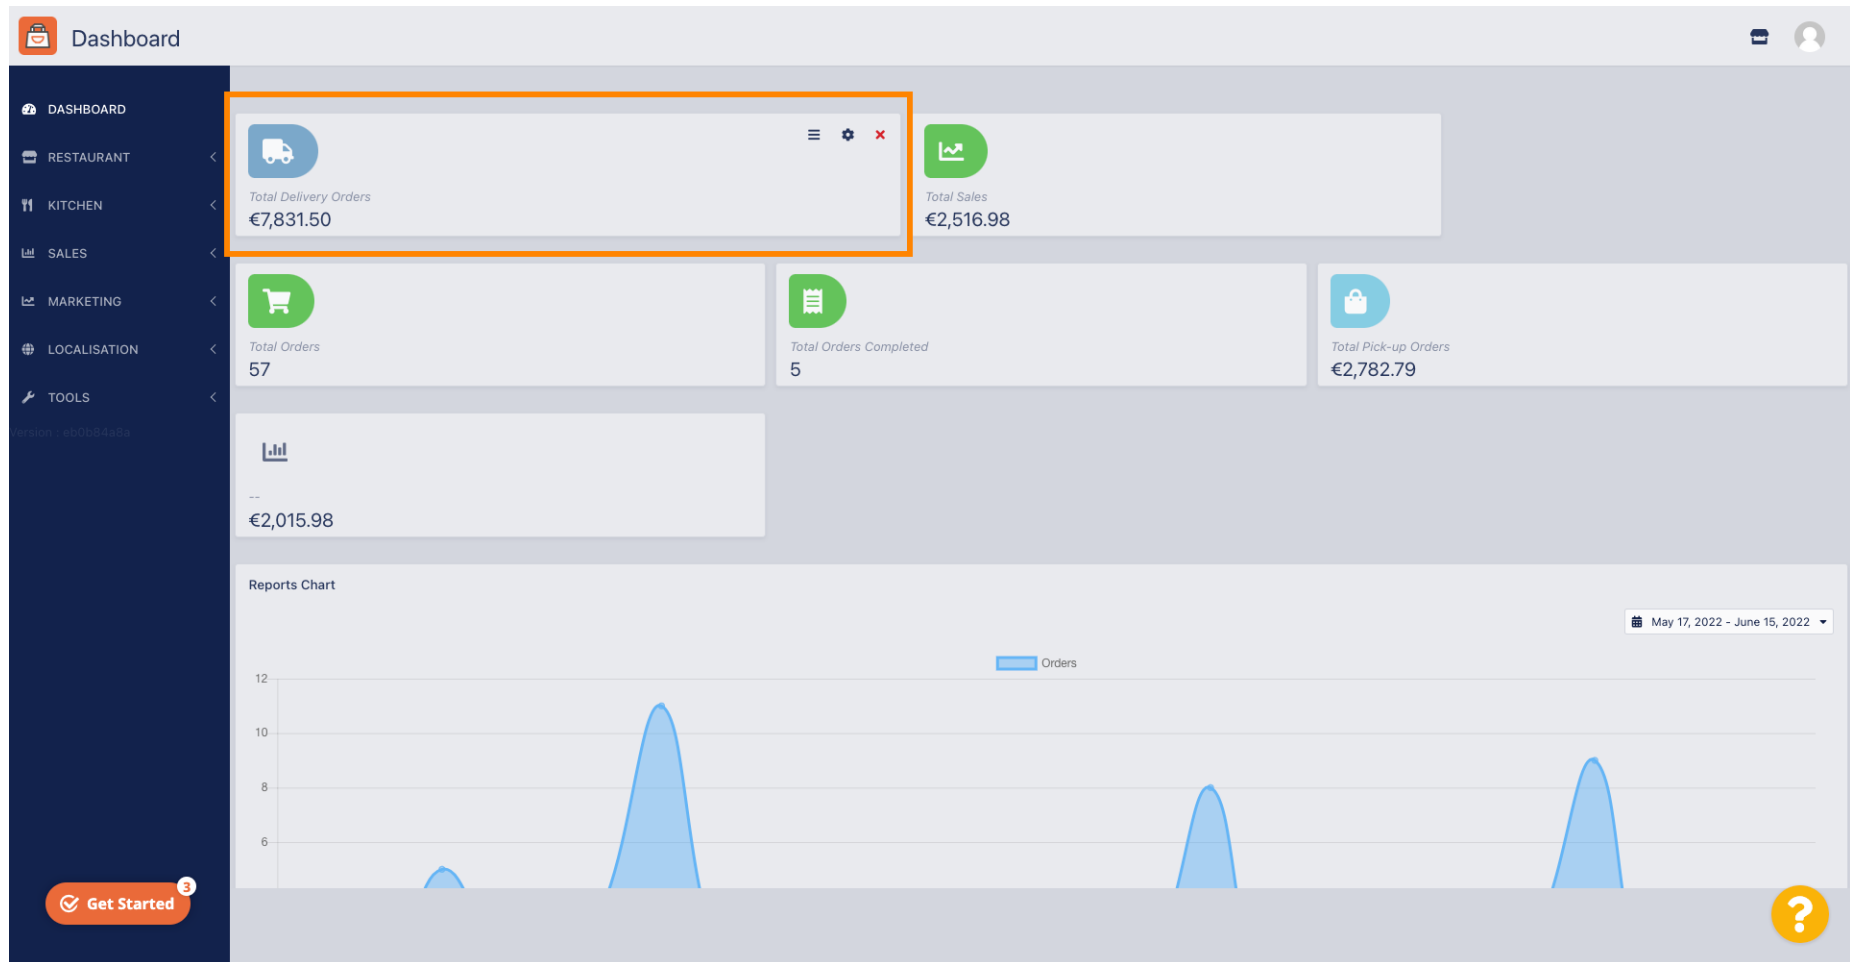 Dashboard
DASHBOARD
RESTAURANT
KITCHEN
SALES
MARKETING
LOCALISATION
TOOLS
Version : eb0b84a8a
Total Delivery Orders
€7,831.50
Total Sales
€2,516.98
Total Orders
57
Total Orders Completed
5
Total Pick-up Orders
€2,782.79
--
€2,015.98
Reports Chart
May 17, 2022 - June 15, 2022
Orders
12
10
8
6
3
Get Started
?